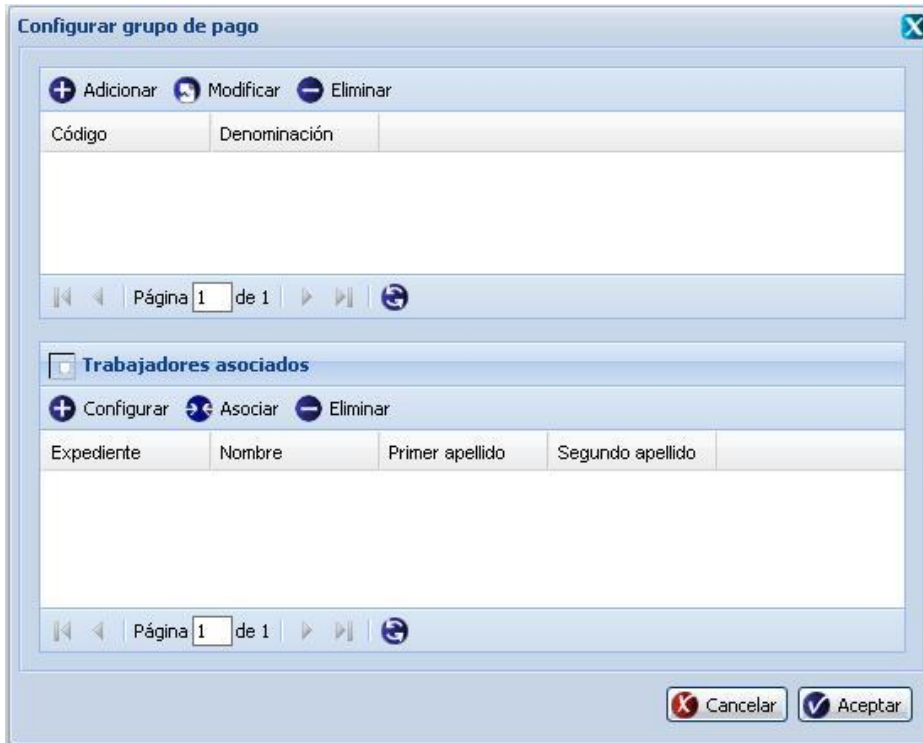 Configurar grupo de pago
Adicionar Modificar Eliminar
Código Denominación
Página 1 de 1
Trabajadores asociados
Configurar Asociar Eliminar
Expediente Nombre Primer apellido Segundo apellido
Página 1 de 1
Cancelar Aceptar